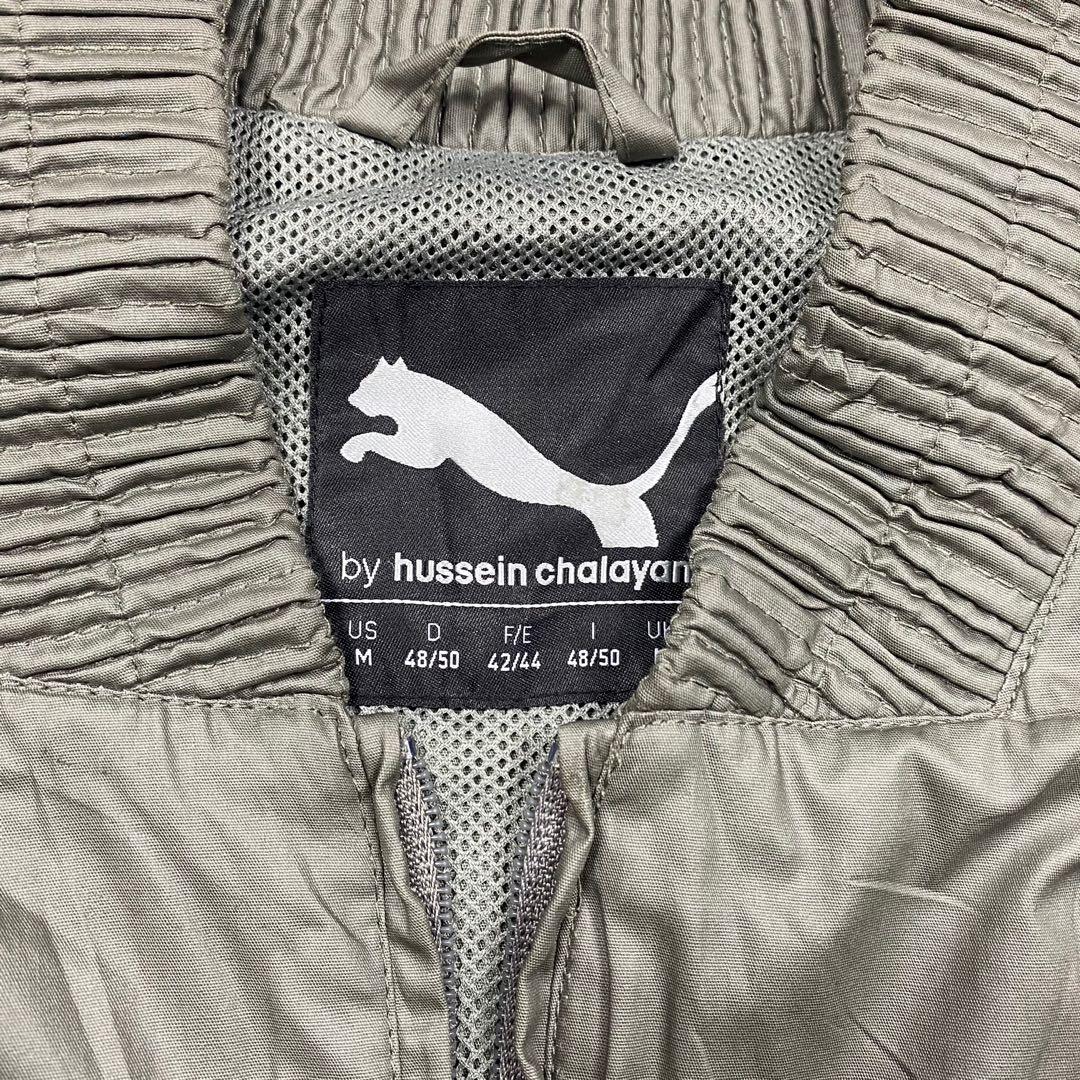 by hussein chalayan
US D F/E I
M 48/50 42/44 48/50